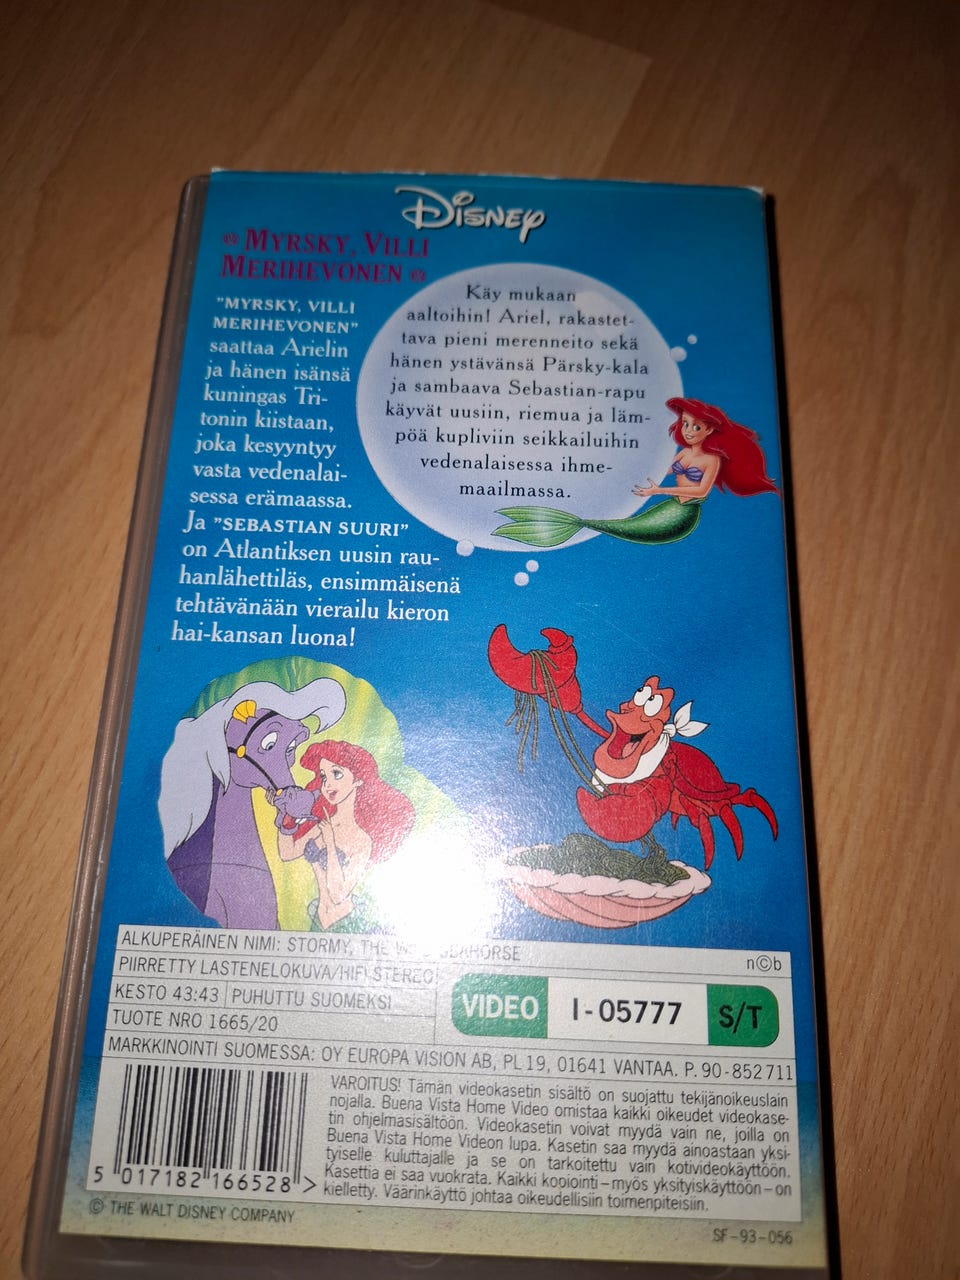 Disney
MYRSKY, VILLI
MERIHEVONEN
"MYRSKY, VILLI
MERIHEVONEN"
saattaa Arielin
ja hänen isänsä
kuningas Tri-
tonin kiistaan,
joka kesyyntyy
vasta vedenalai-
sessa erämaassa.
Ja "SEBASTIAN SUURI"
on Atlantiksen uusin rau-
hanlähettiläs, ensimmäisenä
tehtävänään vierailu kieron
hai-kansan luona!
Käy mukaan
aaltoihin! Ariel, rakastet-
tava pieni merenneito sekä
hänen ystävänsä Pärsky-kala
ja sambaava Sebastian-rapu
käyvät uusiin, riemua ja läm-
pöä kupliviin seikkailuihin
vedenalaisessa ihme-
maailmassa.
ALKUPERÄINEN NIMI: STORMY, THE SEAHORSE
n©b
PIIRRETTY LASTENELOKUVA/HIFI STEREO
KESTO 43:43 PUHUTTU SUOMEKSI
TUOTE NRO 1665/20
VIDEO I-05777 S/T
MARKKINOINTI SUOMESSA: OY EUROPA VISION AB, PL 19, 01641 VANTAA. P. 90-852711
VAROITUS! Tämän videokasetin sisältö on suojattu tekijänoikeuslain
nojalla. Buena Vista Home Video omistaa kaikki oikeudet videokase-
tin ohjelmasisältöön. Videokasetin voivat myydä vain ne, joilla on
Buena Vista Home Videon lupa. Kasetin saa myydä ainoastaan yksi-
tyiselle kuluttajalle ja se on tarkoitettu vain kotivideokäyttöön.
Kasettia ei saa vuokrata. Kaikki kopiointi–myös yksityiskäyttöön–on
kielletty. Väärinkäyttö johtaa oikeudellisiin toimenpiteisiin.
5 017182 166528 >
© THE WALT DISNEY COMPANY
SF-93-056